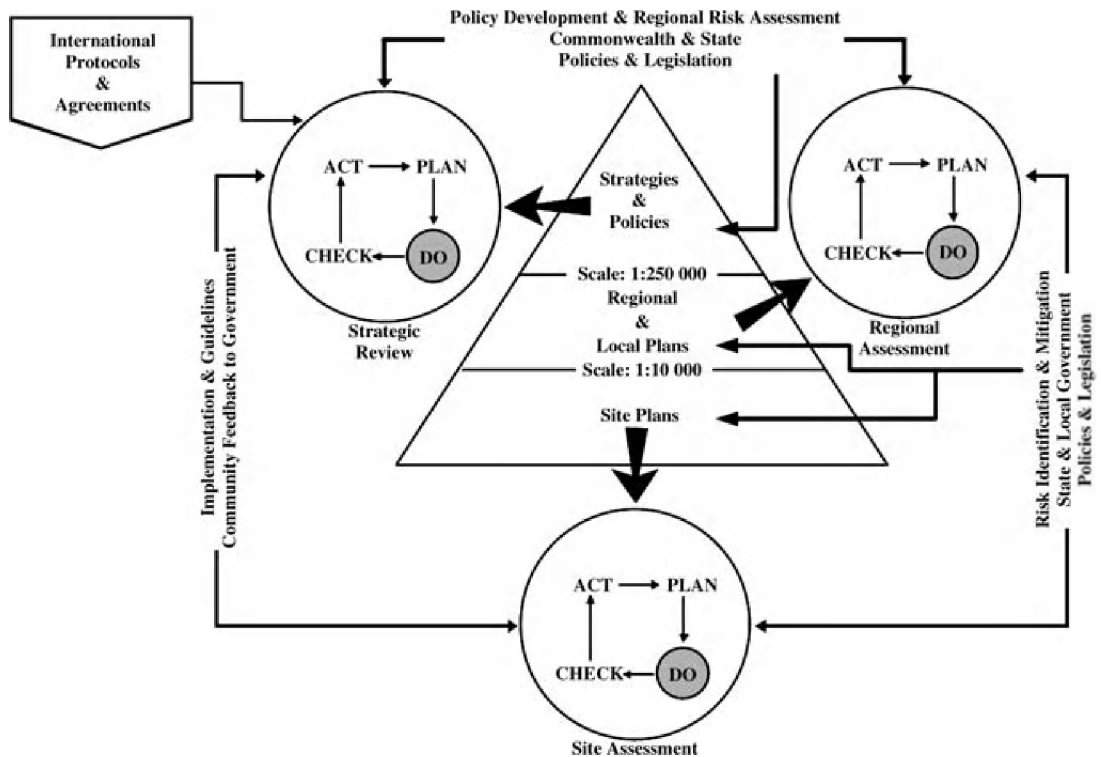 Policy Development & Regional Risk Assessment
Commonwealth & State
Policies & Legislation
International
Protocols
&
Agreements
ACT
PLAN
CHECK
DO
Strategic
Review
Strategies
&
Policies
Scale: 1:250 000
Regional
&
Local Plans
Scale: 1:10 000
Site Plans
ACT
PLAN
CHECK
DO
Regional
Assessment
Implementation & Guidelines
Community Feedback to Government
Risk Identification & Mitigation
State & Local Government
Policies & Legislation
ACT
PLAN
CHECK
DO
Site Assessment